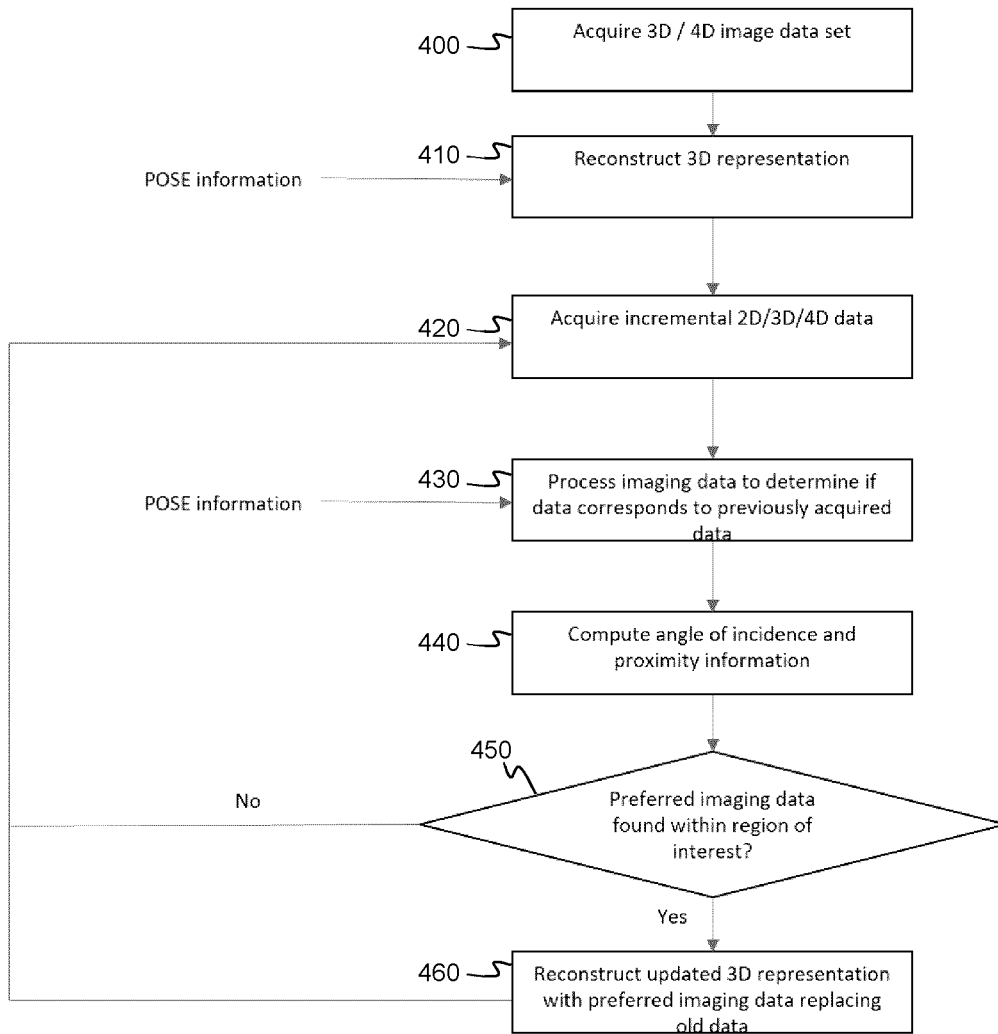 400
Acquire 3D / 4D image data set
410
Reconstruct 3D representation
POSE information
420
Acquire incremental 2D/3D/4D data
430
Process imaging data to determine if
data corresponds to previously acquired
data
POSE information
440
Compute angle of incidence and
proximity information
450
Preferred imaging data
found within region of
interest?
No
Yes
460
Reconstruct updated 3D representation
with preferred imaging data replacing
old data